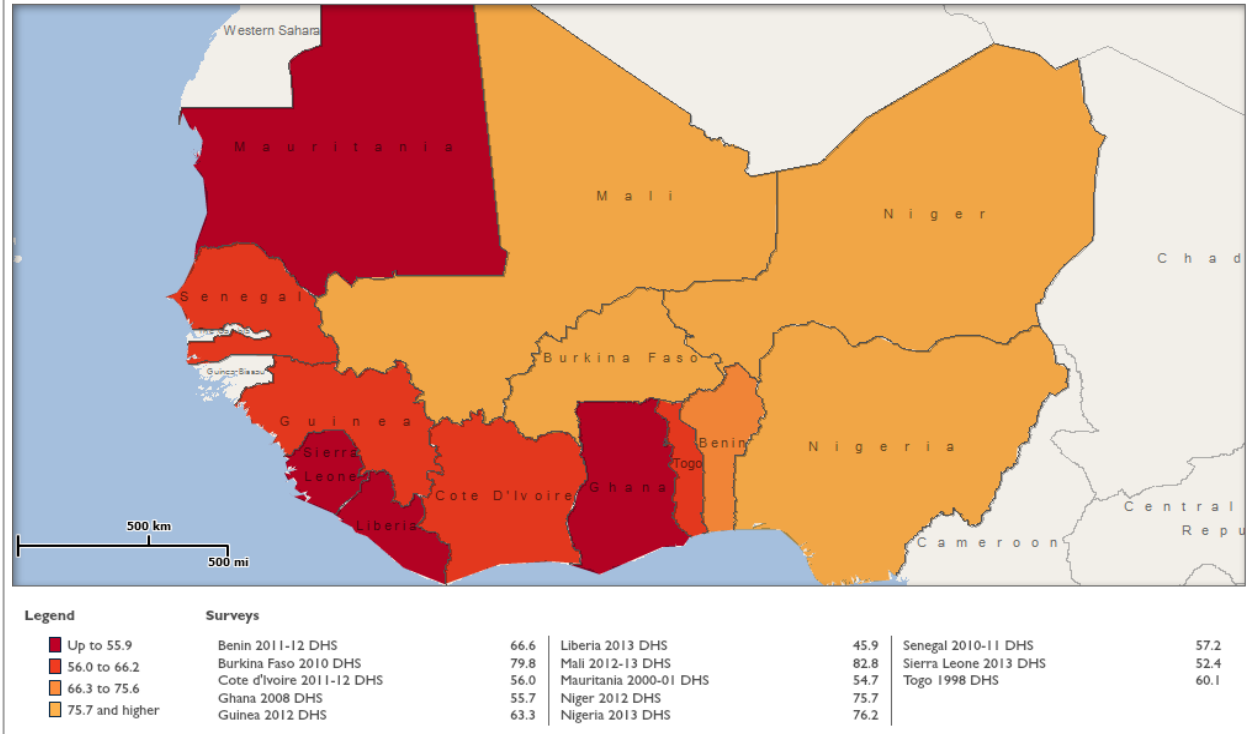 Western Sahara
Mauritania
Mali
Niger
Chad
Senegal
Burkina Faso
Guinea-Bissau
Guinea
Nigeria
Benin
Sierra
Leone
Togo
Ghana
Cote D'Ivoire
Liberia
Central
Repu
Cameroon
500 km
500 mi
Legend
Up to 55.9
56.0 to 66.2
66.3 to 75.6
75.7 and higher
Surveys
Benin 2011-12 DHS 66.6
Burkina Faso 2010 DHS 79.8
Cote d'Ivoire 2011-12 DHS 56.0
Ghana 2008 DHS 55.7
Guinea 2012 DHS 63.3
Liberia 2013 DHS 45.9
Mali 2012-13 DHS 82.8
Mauritania 2000-01 DHS 54.7
Niger 2012 DHS 75.7
Nigeria 2013 DHS 76.2
Senegal 2010-11 DHS 57.2
Sierra Leone 2013 DHS 52.4
Togo 1998 DHS 60.1